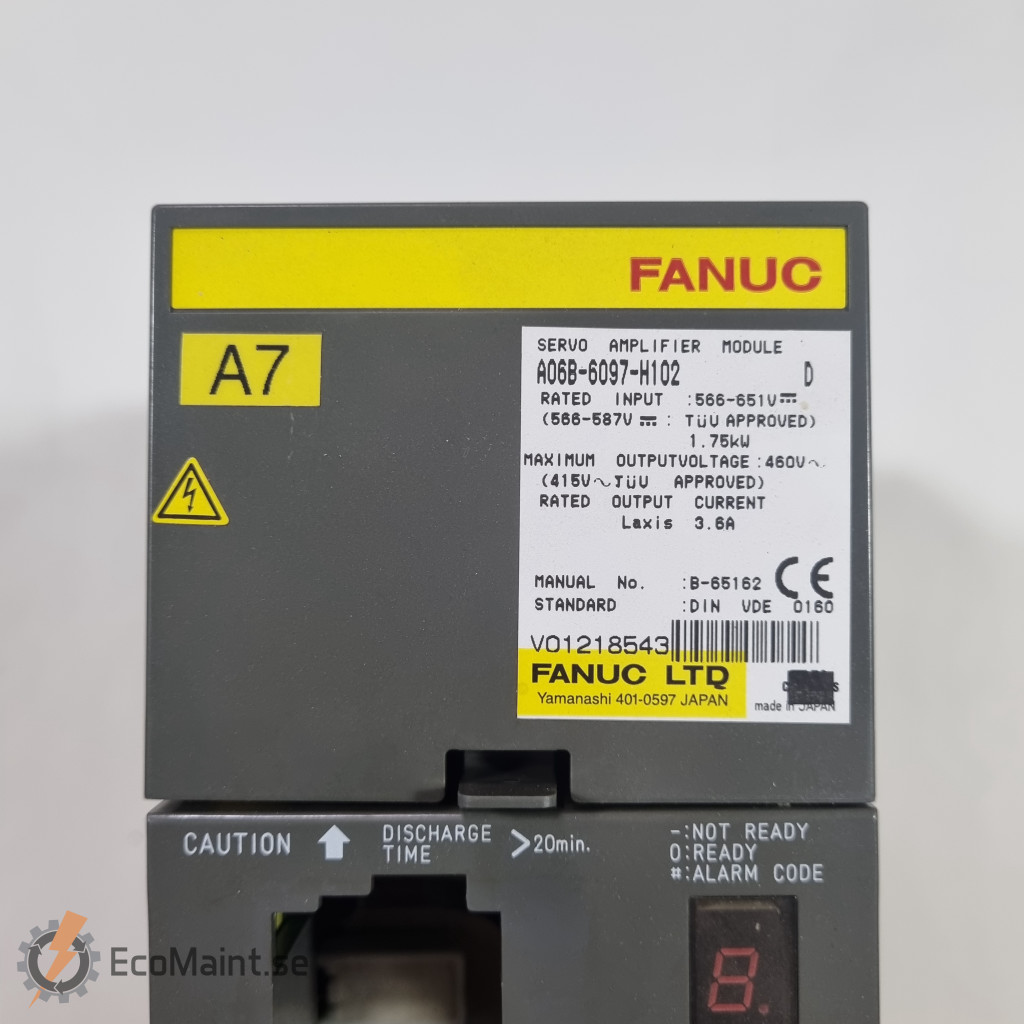 FANUC
A7
SERVO AMPLIFIER MODULE
A06B-6097-H102 D
RATED INPUT :566-651V⎓
(566-587V ⎓ : TüV APPROVED)
1.75kW
MAXIMUM OUTPUTVOLTAGE :460V~
(415V~TüV APPROVED)
RATED OUTPUT CURRENT
Laxis 3.6A
MANUAL No. :B-65162 CE
STANDARD :DIN VDE 0160
V01218543
FANUC LTD
Yamanashi 401-0597 JAPAN
made in JAPAN
CAUTION
DISCHARGE
TIME
>20min.
-:NOT READY
0:READY
#:ALARM CODE
8.
EcoMaint.se